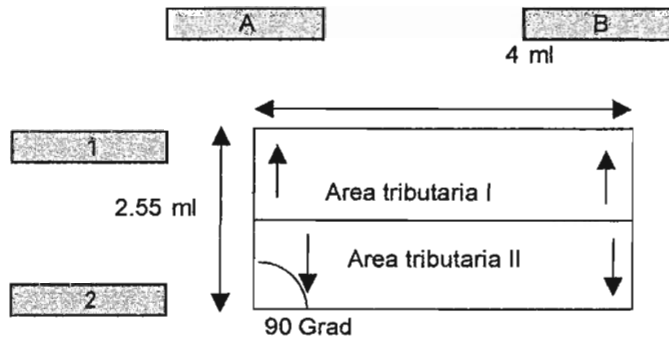 A
B
4 ml
1
2.55 ml
Area tributaria I
Area tributaria II
2
90 Grad